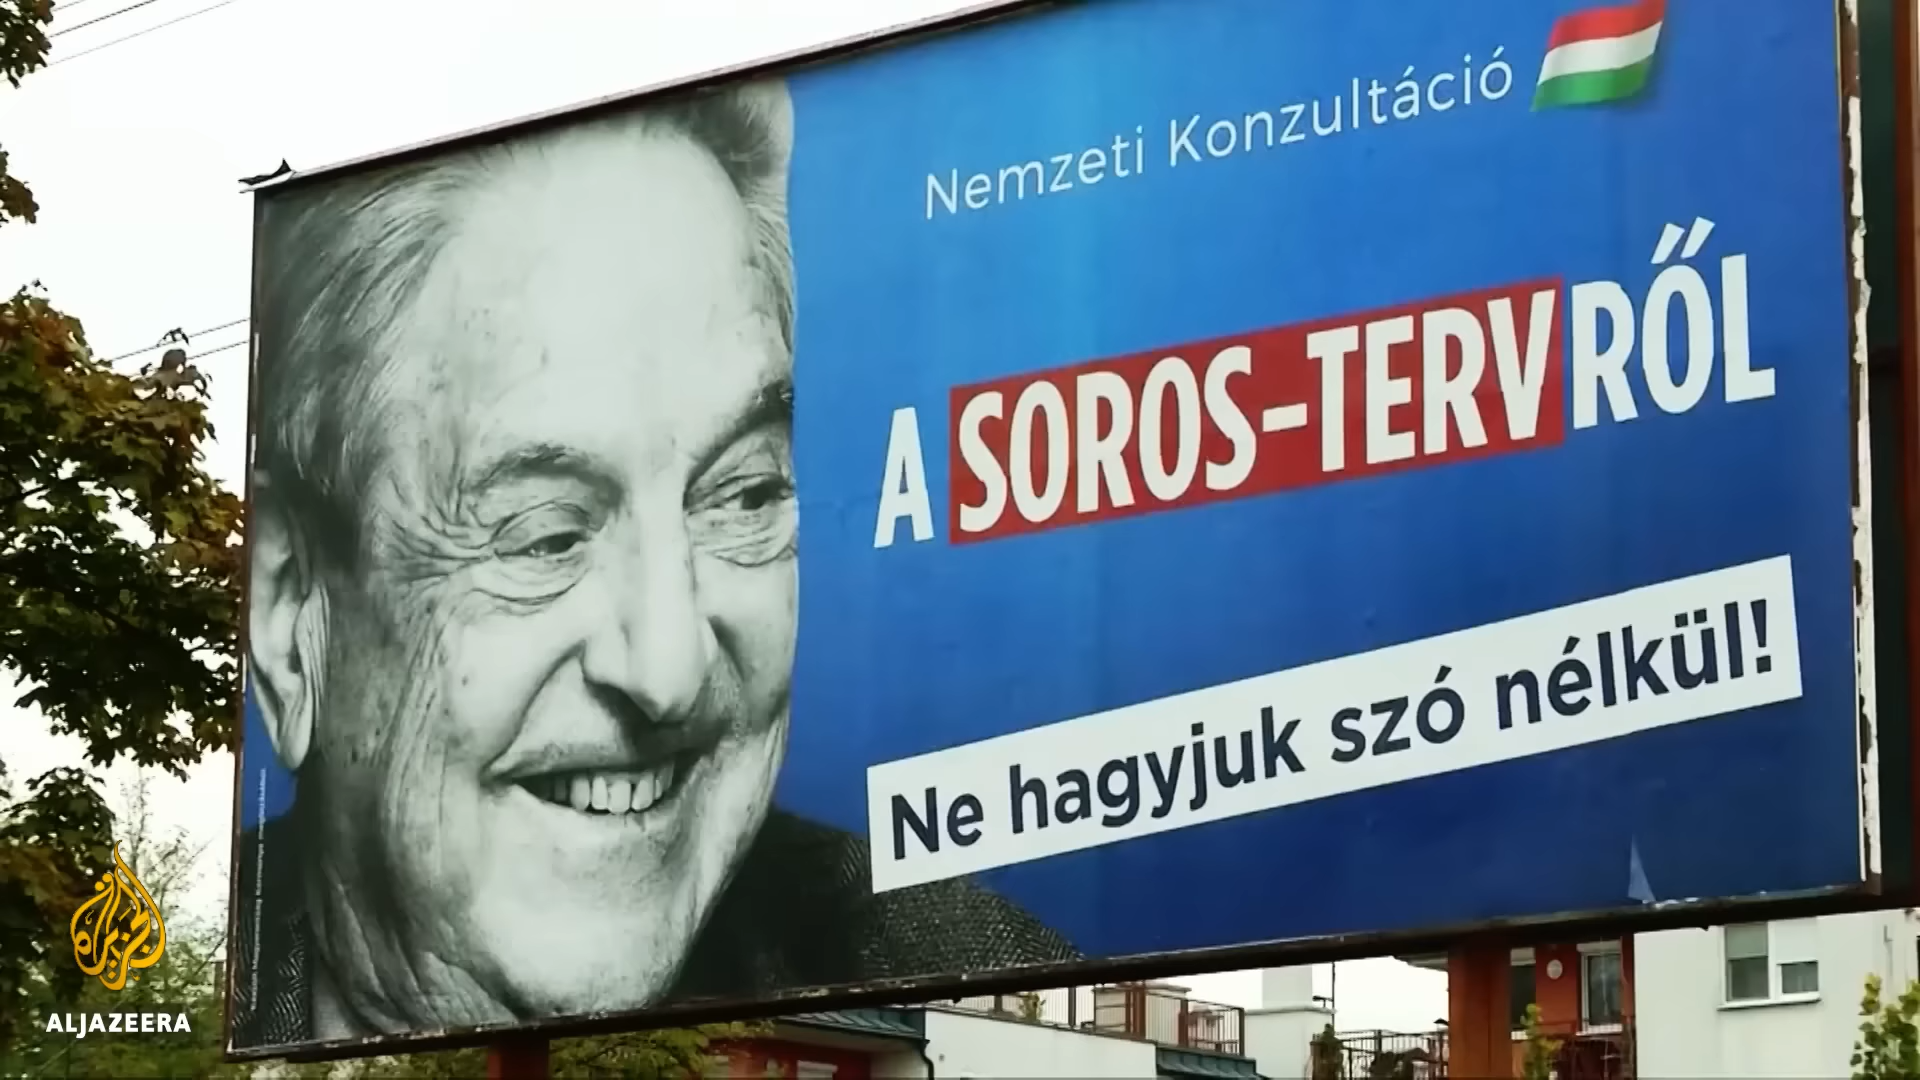 Nemzeti Konzultáció
A SOROS-TERVRŐL
Ne hagyjuk szó nélkül!
ALJAZEERA